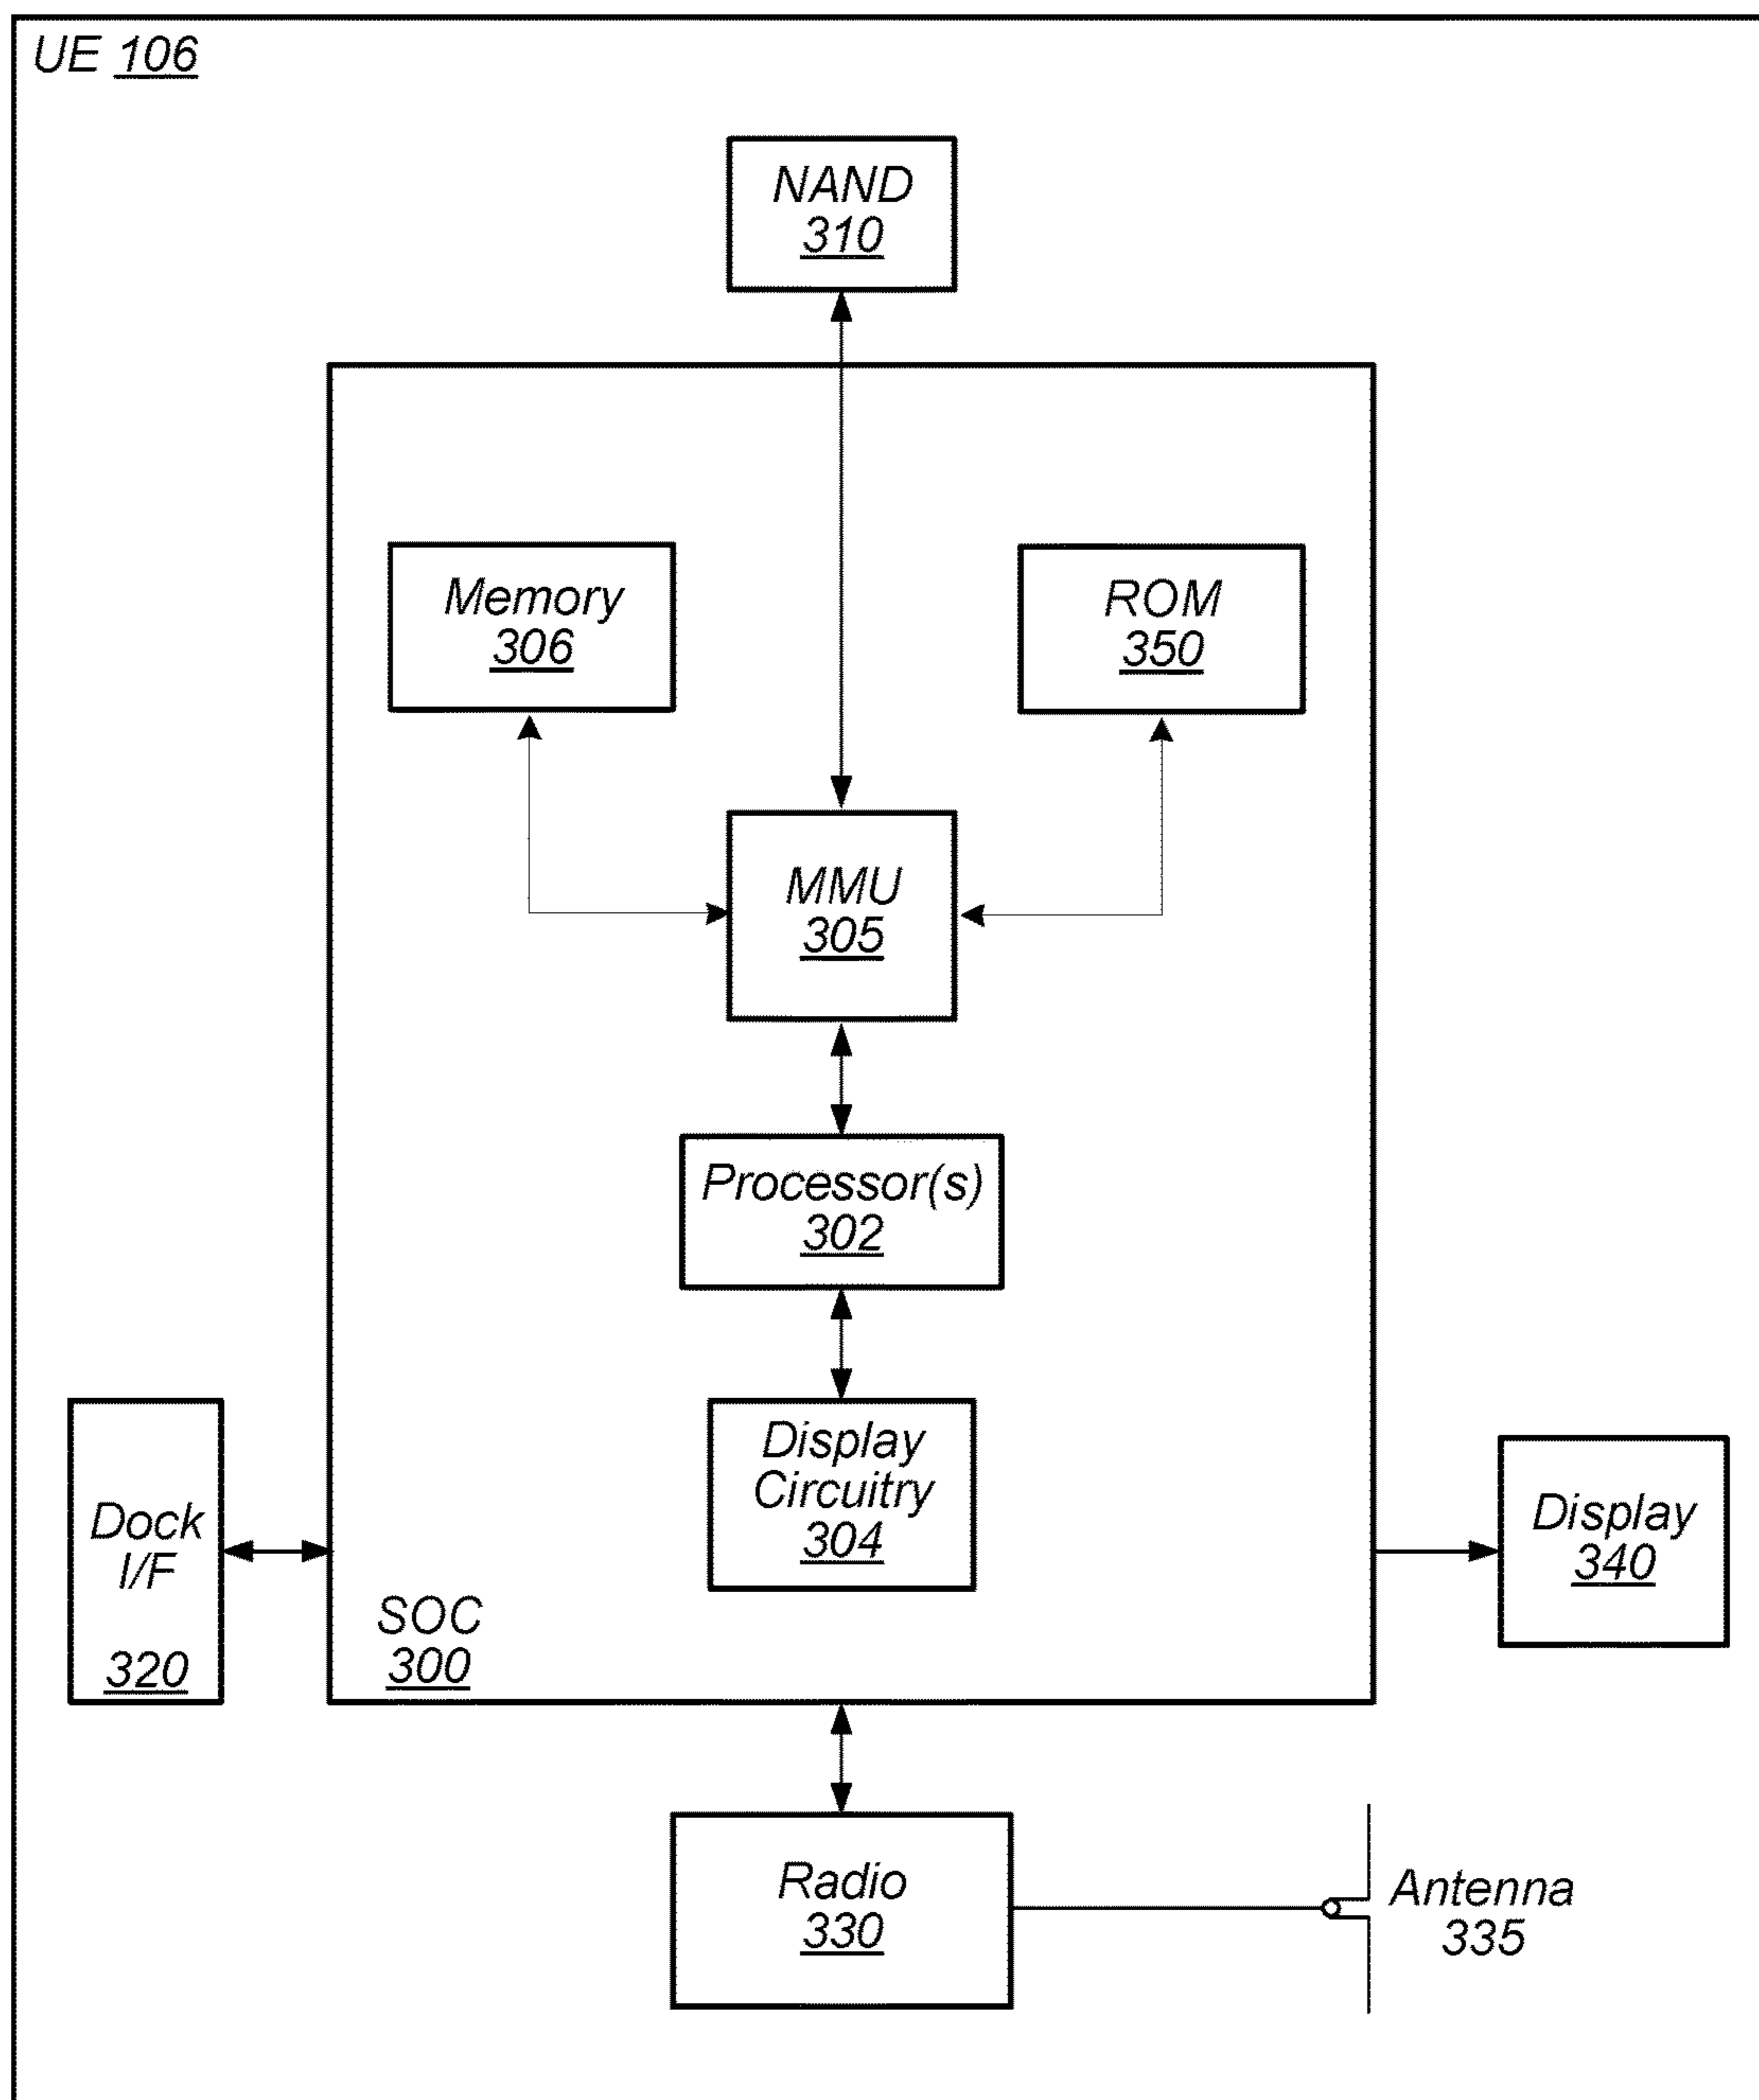 UE 106
NAND
310
Memory
306
ROM
350
MMU
305
Processor(s)
302
Display
Circuitry
304
Dock
I/F
320
SOC
300
Display
340
Radio
330
Antenna
335